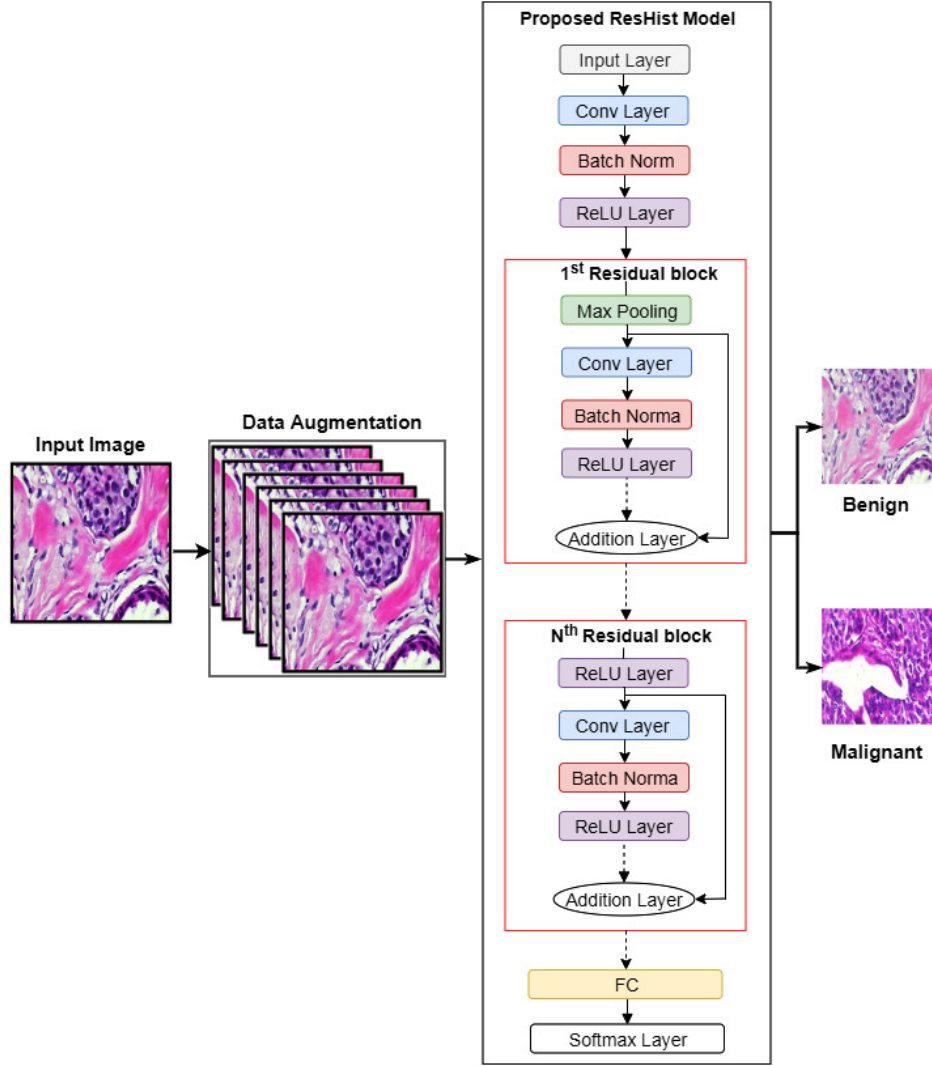 Input Image
Data Augmentation
Proposed ResHist Model
Input Layer
Conv Layer
Batch Norm
ReLU Layer
1st Residual block
Max Pooling
Conv Layer
Batch Norma
ReLU Layer
Addition Layer
Nth Residual block
ReLU Layer
Conv Layer
Batch Norma
ReLU Layer
Addition Layer
FC
Softmax Layer
Benign
Malignant